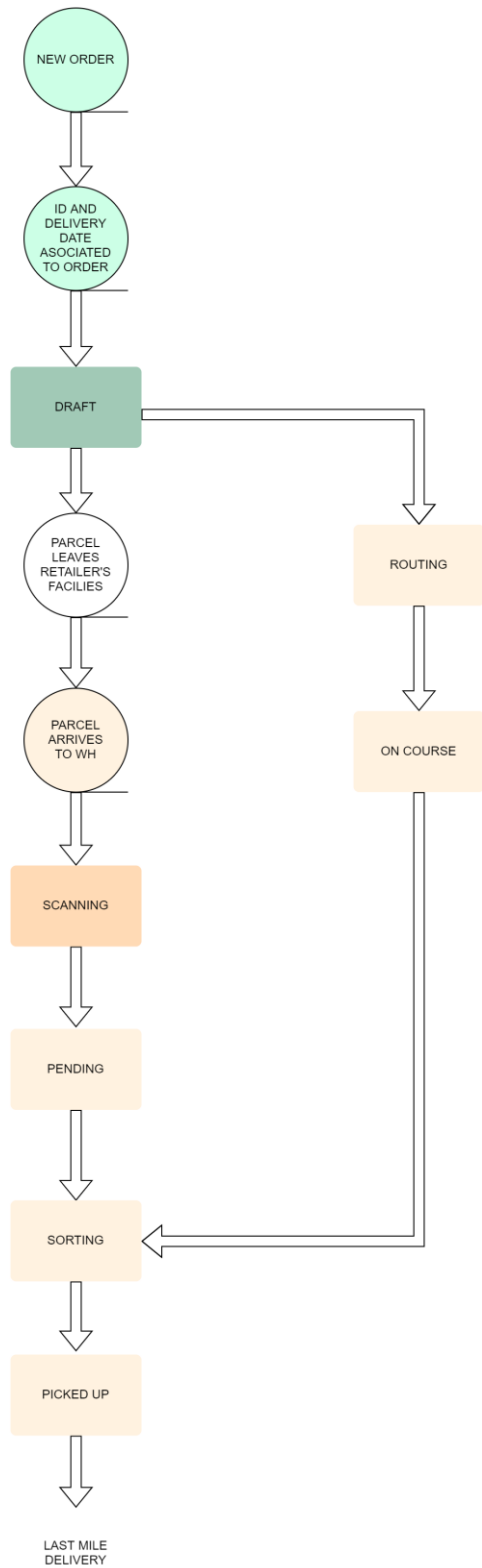 NEW ORDER
ID AND
DELIVERY
DATE
ASOCIATED
TO ORDER
DRAFT
PARCEL
LEAVES
RETAILER'S
FACILIES
ROUTING
PARCEL
ARRIVES
TO WH
ON COURSE
SCANNING
PENDING
SORTING
PICKED UP
LAST MILE
DELIVERY